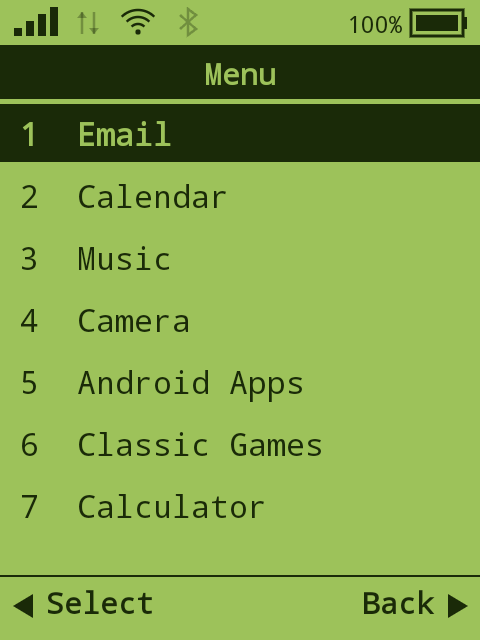 100%
Menu
1 Email
2 Calendar
3 Music
4 Camera
5 Android Apps
6 Classic Games
7 Calculator
Select Back